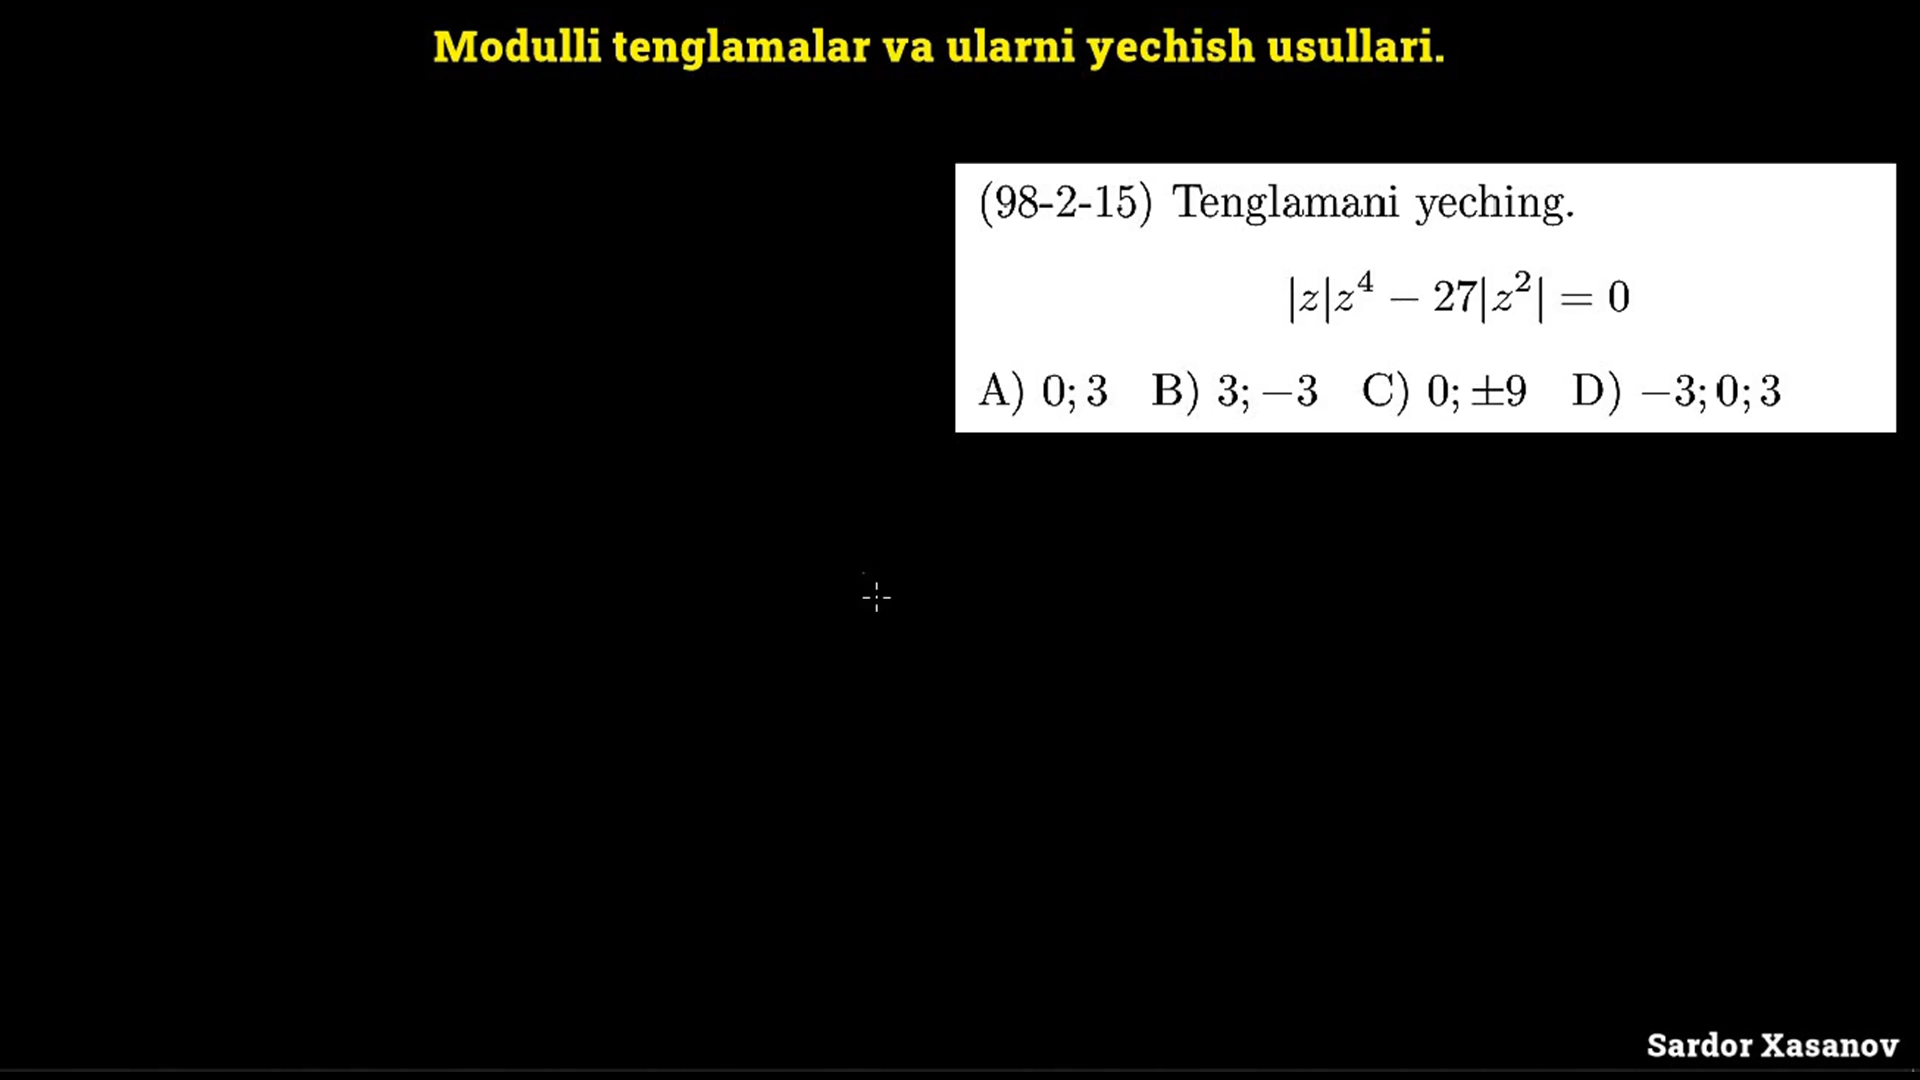 Modulli tenglamalar va ularni yechish usullari.
(98-2-15) Tenglamani yeching.
|z|z⁴ − 27|z²| = 0
A) 0; 3 B) 3; −3 C) 0; ±9 D) −3; 0; 3
Sardor Xasanov